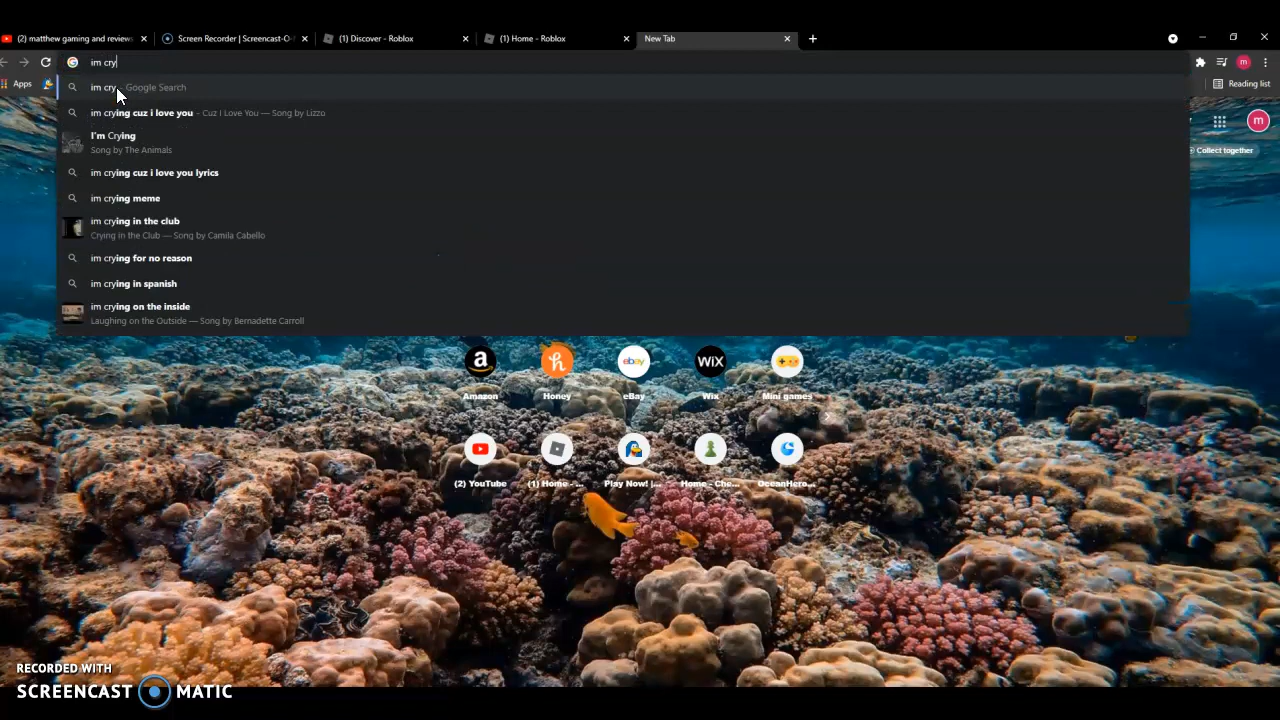 (2) matthew gaming and reviews
Screen Recorder | Screencast-O-
(1) Discover - Roblox
(1) Home - Roblox
New Tab
im cry
m
Apps
Reading list
im cry - Google Search
im crying cuz i love you - Cuz I Love You — Song by Lizzo
m
I'm Crying
Song by The Animals
Collect together
im crying cuz i love you lyrics
im crying meme
im crying in the club
Crying in the Club — Song by Camila Cabello
im crying for no reason
im crying in spanish
im crying on the inside
Laughing on the Outside — Song by Bernadette Carroll
a
h
ebay
WiX
Amazon
Honey
eBay
Wix
Mini games
(2) YouTube
(1) Home - ...
Play Now! |...
Home - Che...
OceanHero...
RECORDED WITH
SCREENCAST MATIC